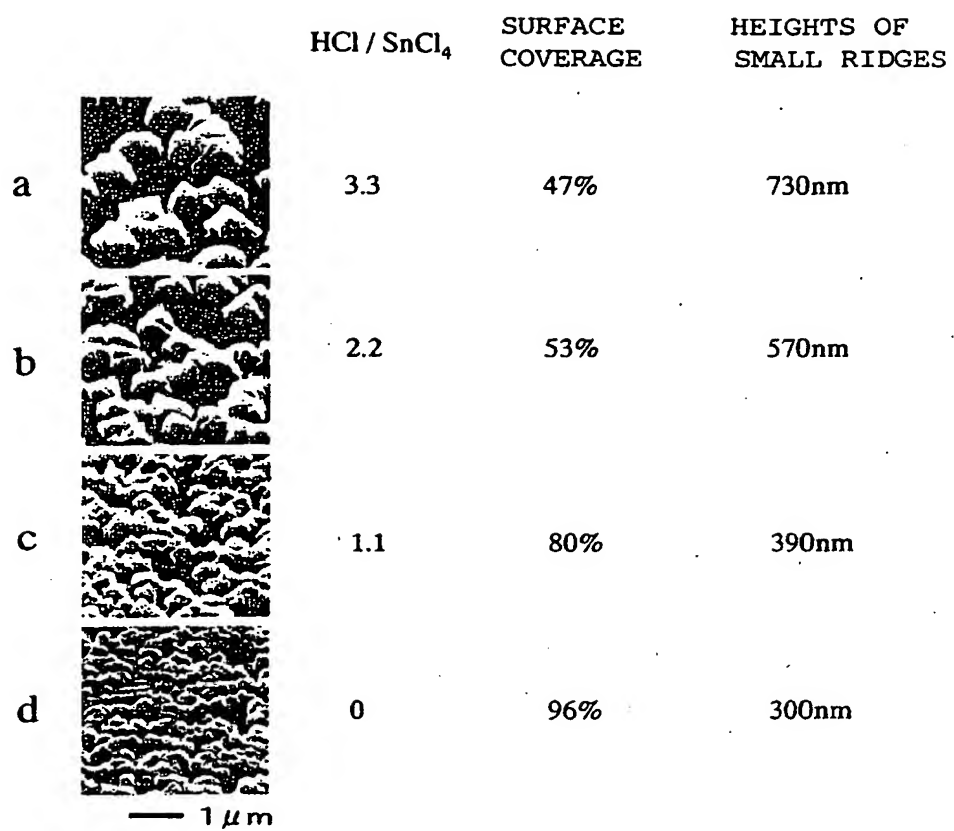 HCl / SnCl₄ SURFACE COVERAGE HEIGHTS OF SMALL RIDGES
a 3.3 47% 730nm
b 2.2 53% 570nm
c 1.1 80% 390nm
d 0 96% 300nm
1 μm